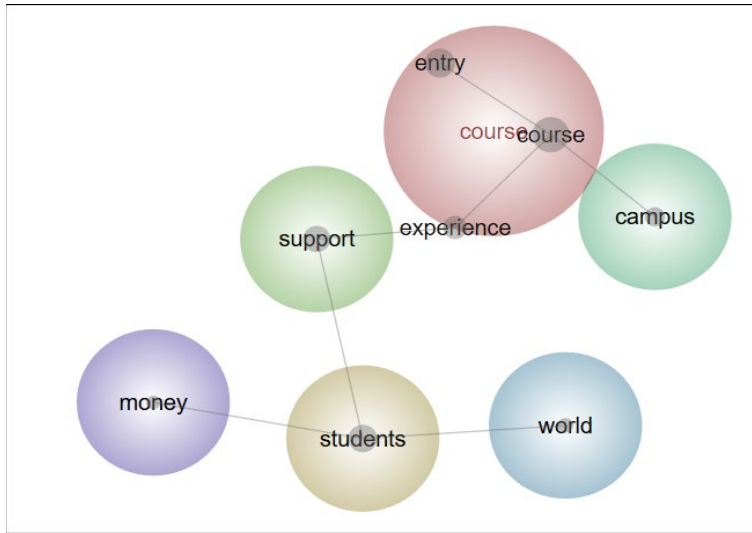 entry
course
course
campus
experience
support
money
students
world